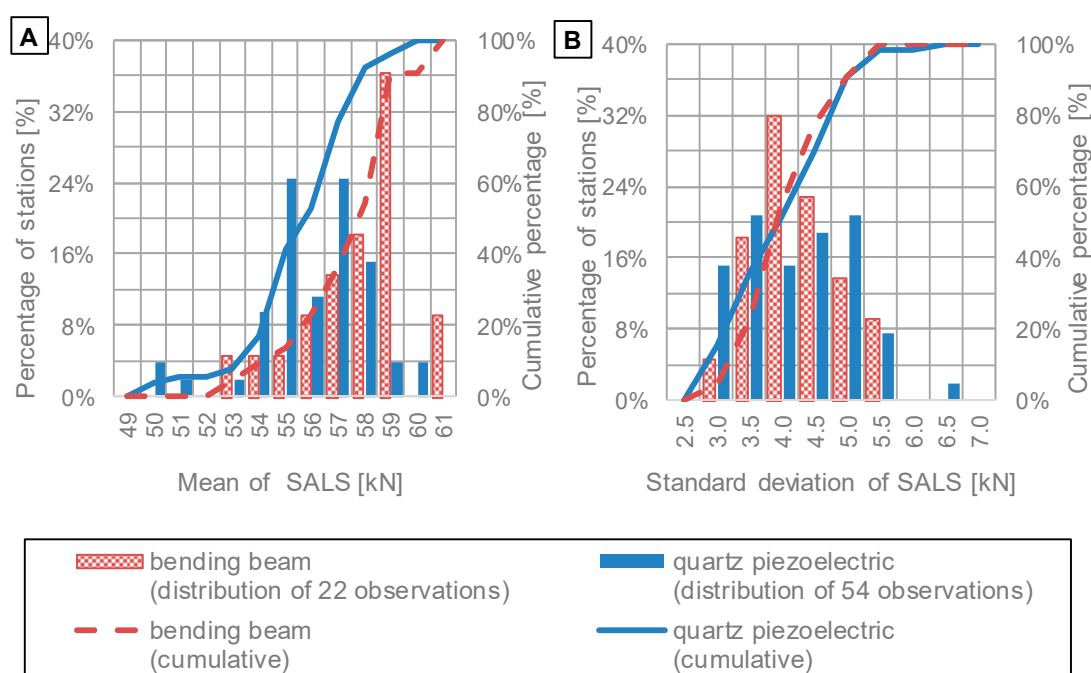 A
B
40%
32%
24%
16%
8%
0%
Percentage of stations [%]
100%
80%
60%
40%
20%
0%
Cumulative percentage [%]
49 50 51 52 53 54 55 56 57 58 59 60 61
Mean of SALS [kN]
40%
32%
24%
16%
8%
0%
Percentage of stations [%]
100%
80%
60%
40%
20%
0%
Cumulative percentage [%]
2.5 3.0 3.5 4.0 4.5 5.0 5.5 6.0 6.5 7.0
Standard deviation of SALS [kN]
bending beam
(distribution of 22 observations)
quartz piezoelectric
(distribution of 54 observations)
bending beam
(cumulative)
quartz piezoelectric
(cumulative)